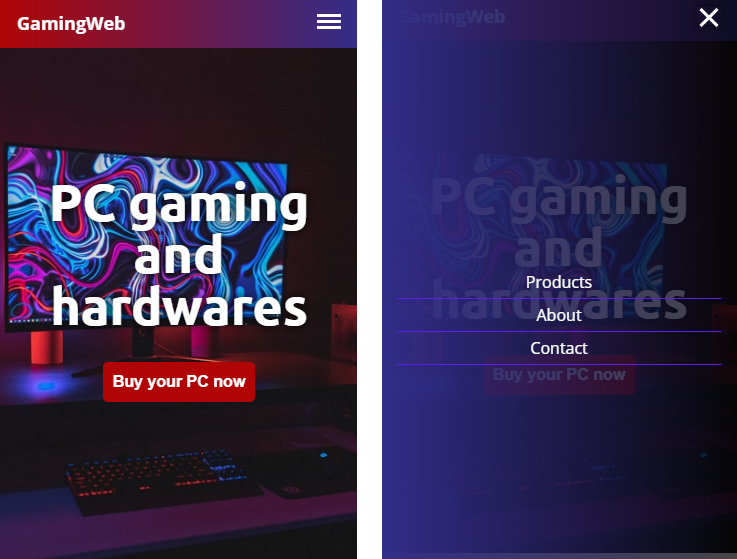 GamingWeb
PC gaming
and
hardwares
Buy your PC now
GamingWeb
PC gaming
and
hardwares
Products
About
Contact
Buy your PC now